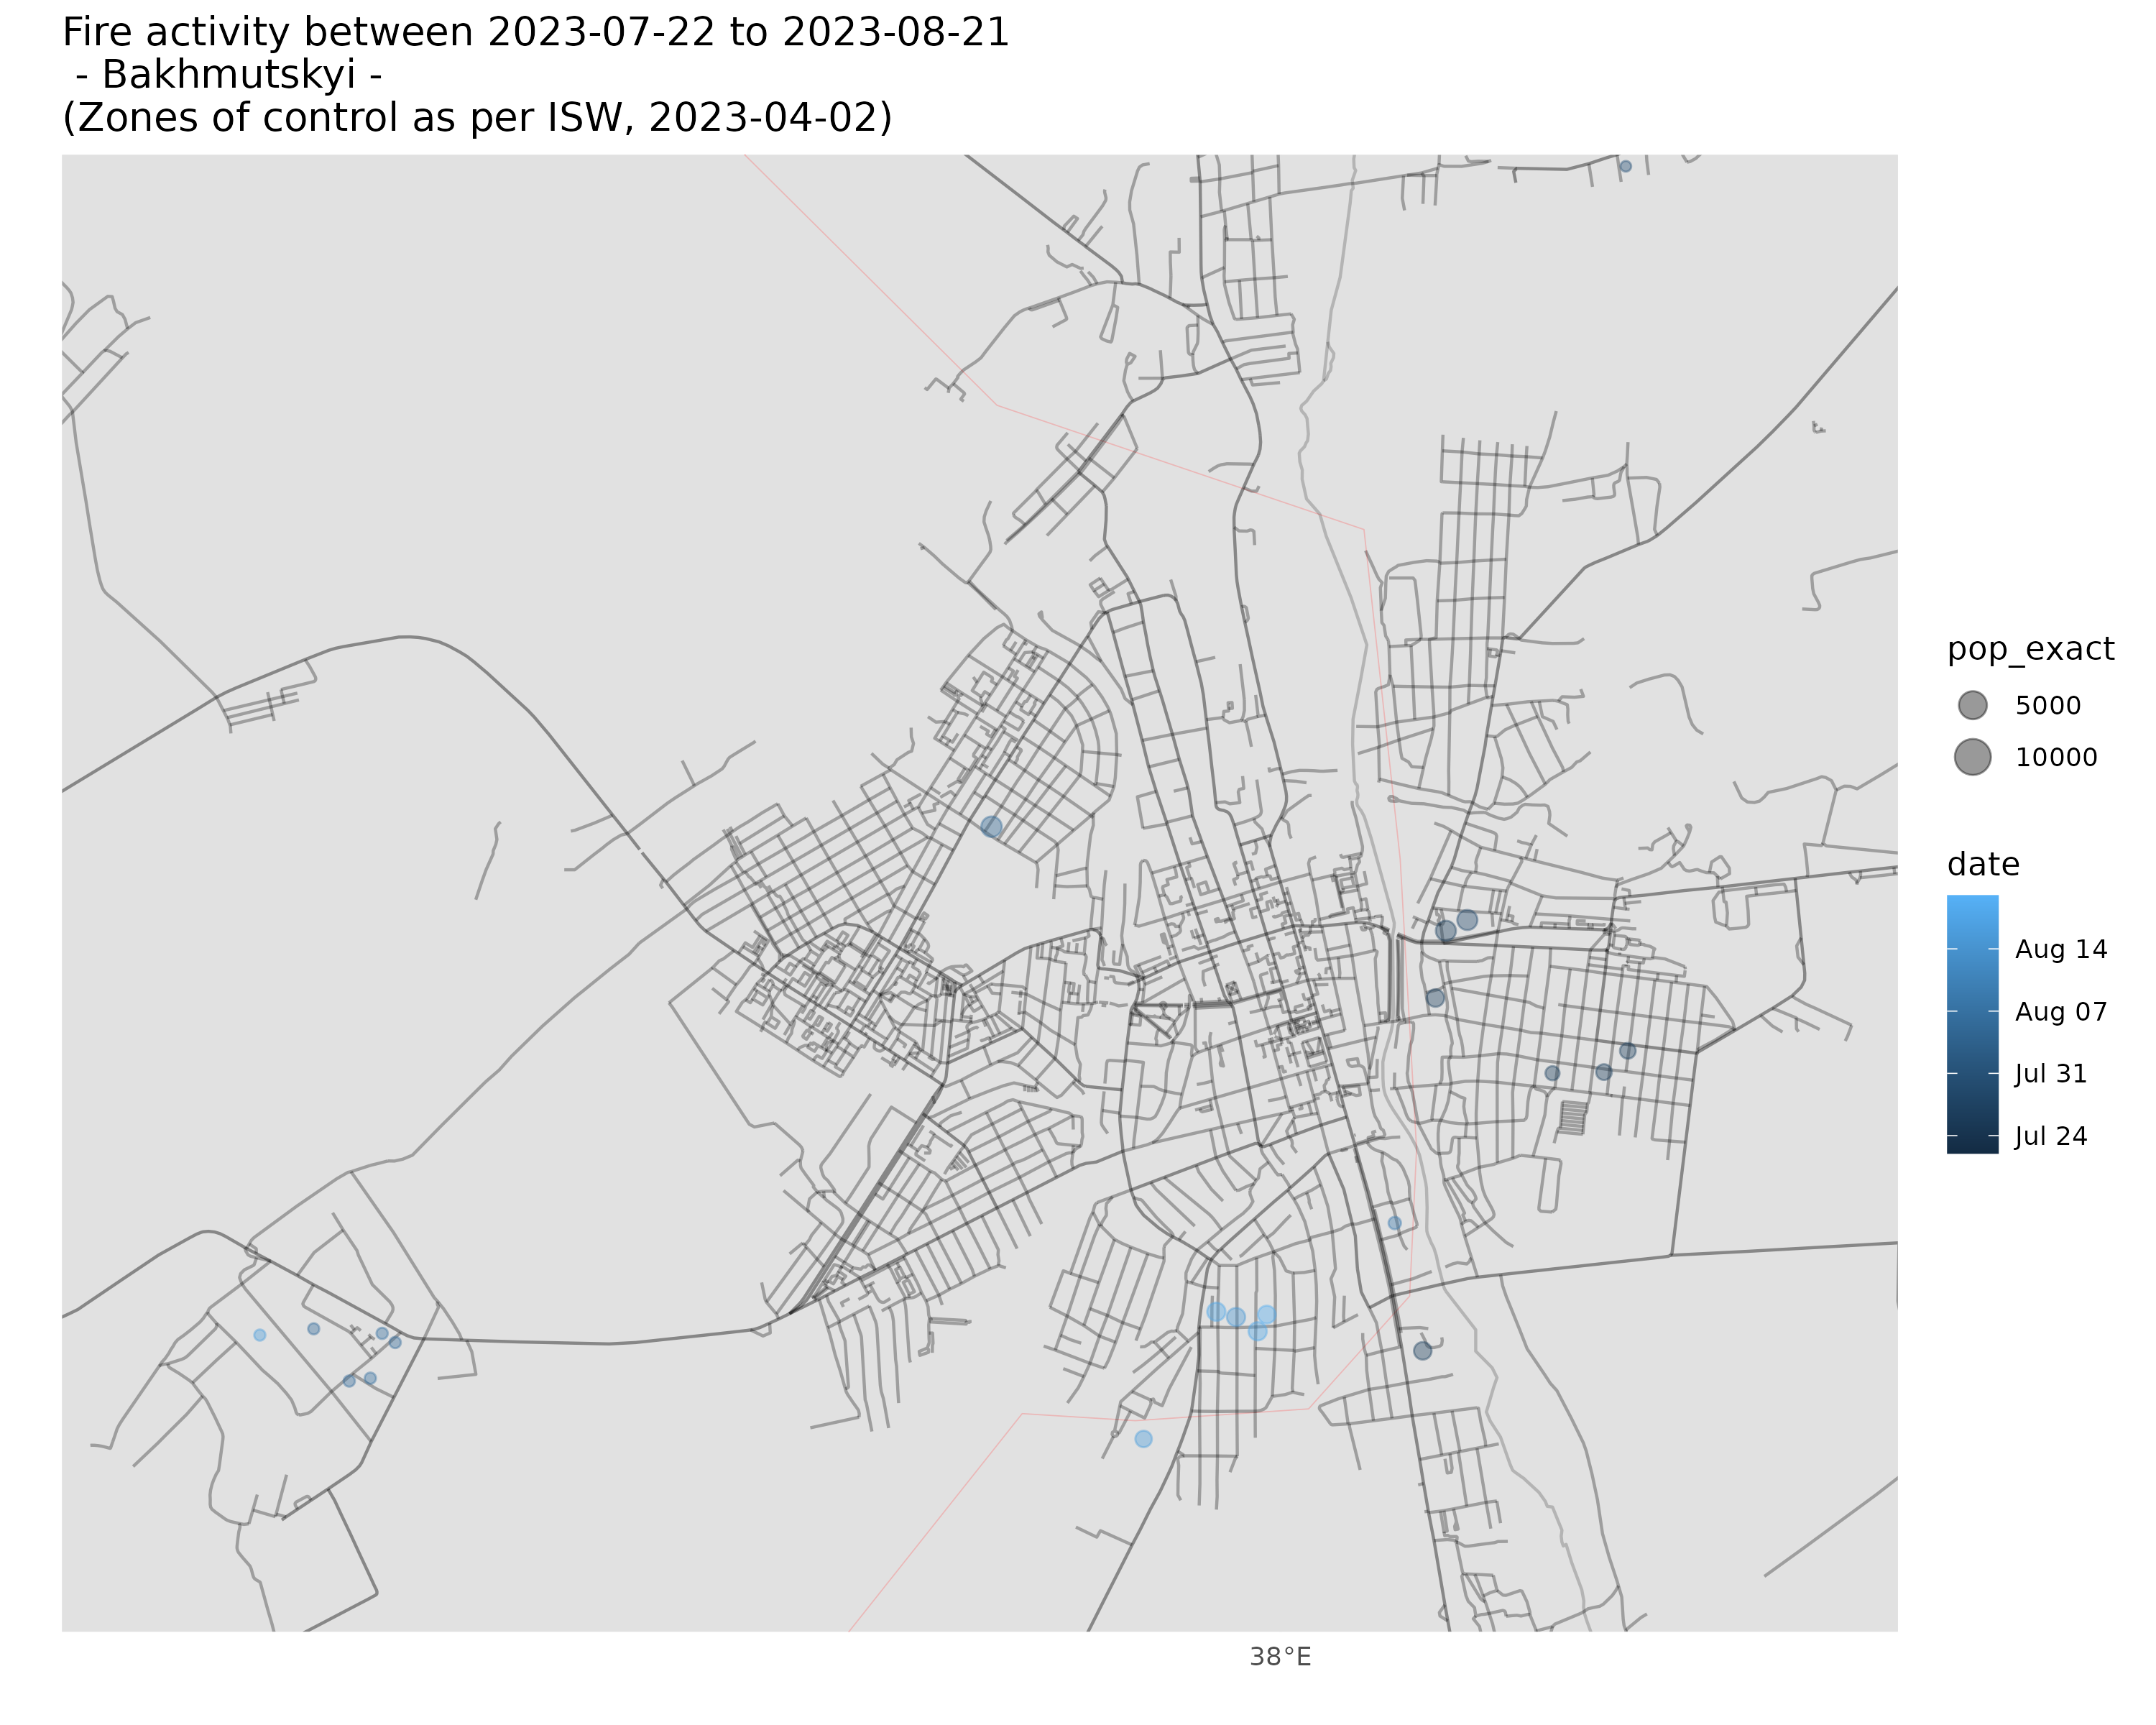 Fire activity between 2023-07-22 to 2023-08-21
- Bakhmutskyi -
(Zones of control as per ISW, 2023-04-02)
pop_exact
5000
10000
date
Aug 14
Aug 07
Jul 31
Jul 24
38°E